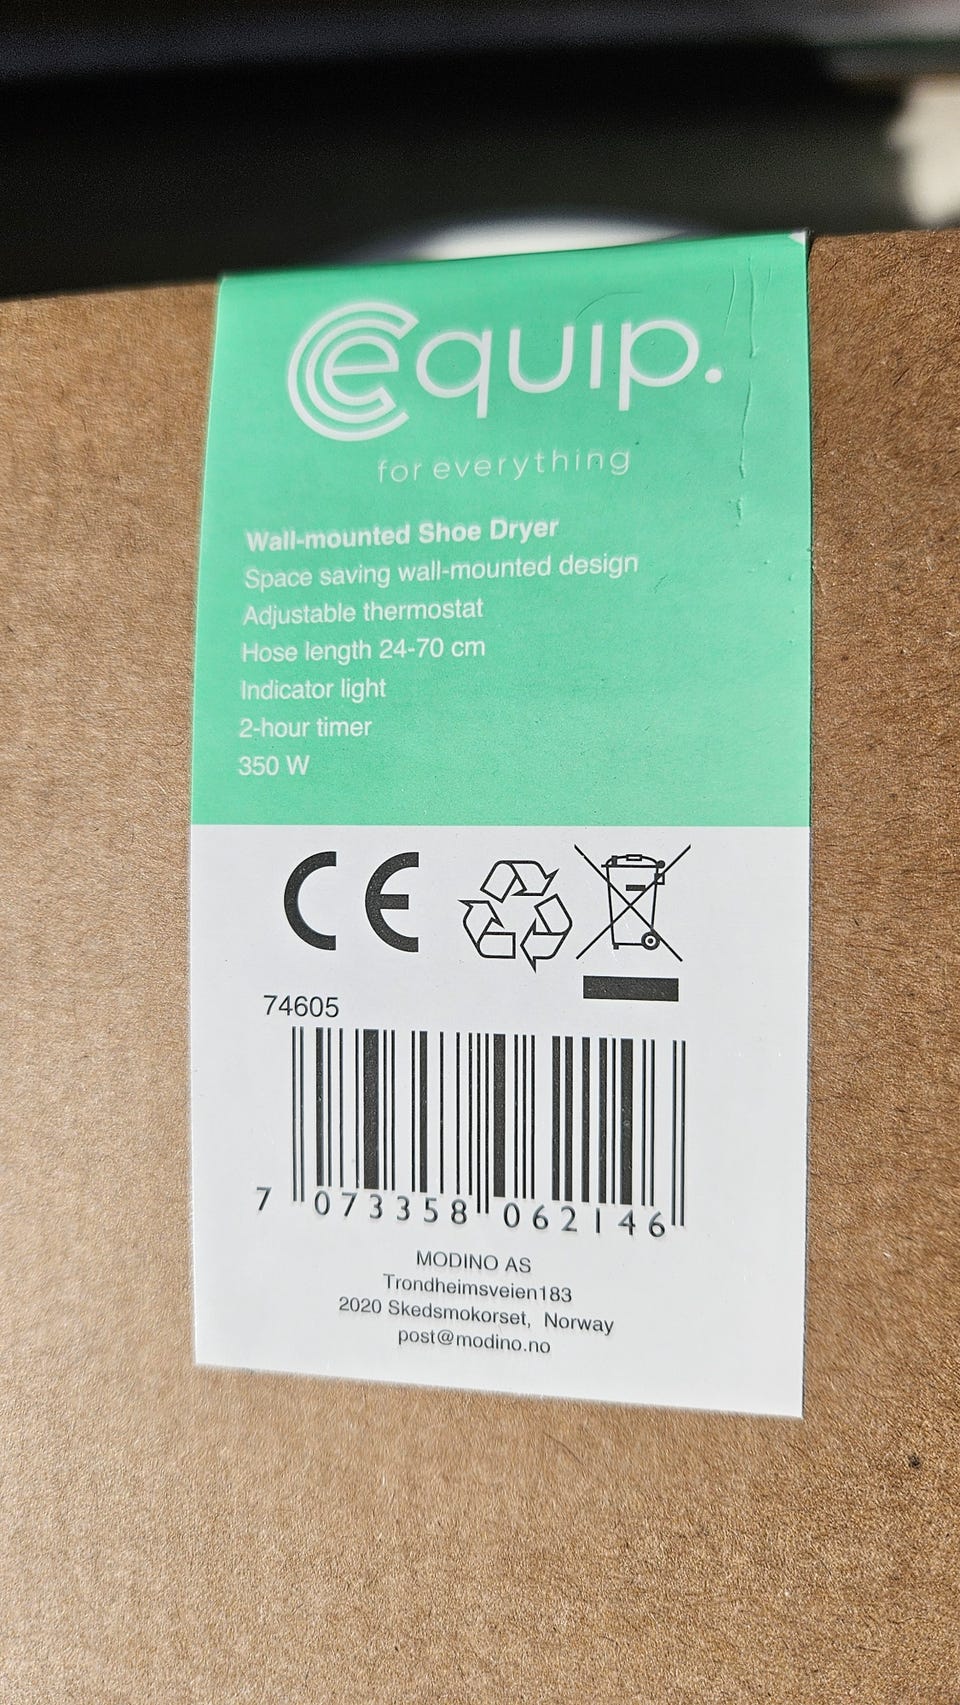 equip.
for everything
Wall-mounted Shoe Dryer
Space saving wall-mounted design
Adjustable thermostat
Hose length 24-70 cm
Indicator light
2-hour timer
350 W
CE
74605
7 073358 062146
MODINO AS
Trondheimsveien183
2020 Skedsmokorset, Norway
post@modino.no